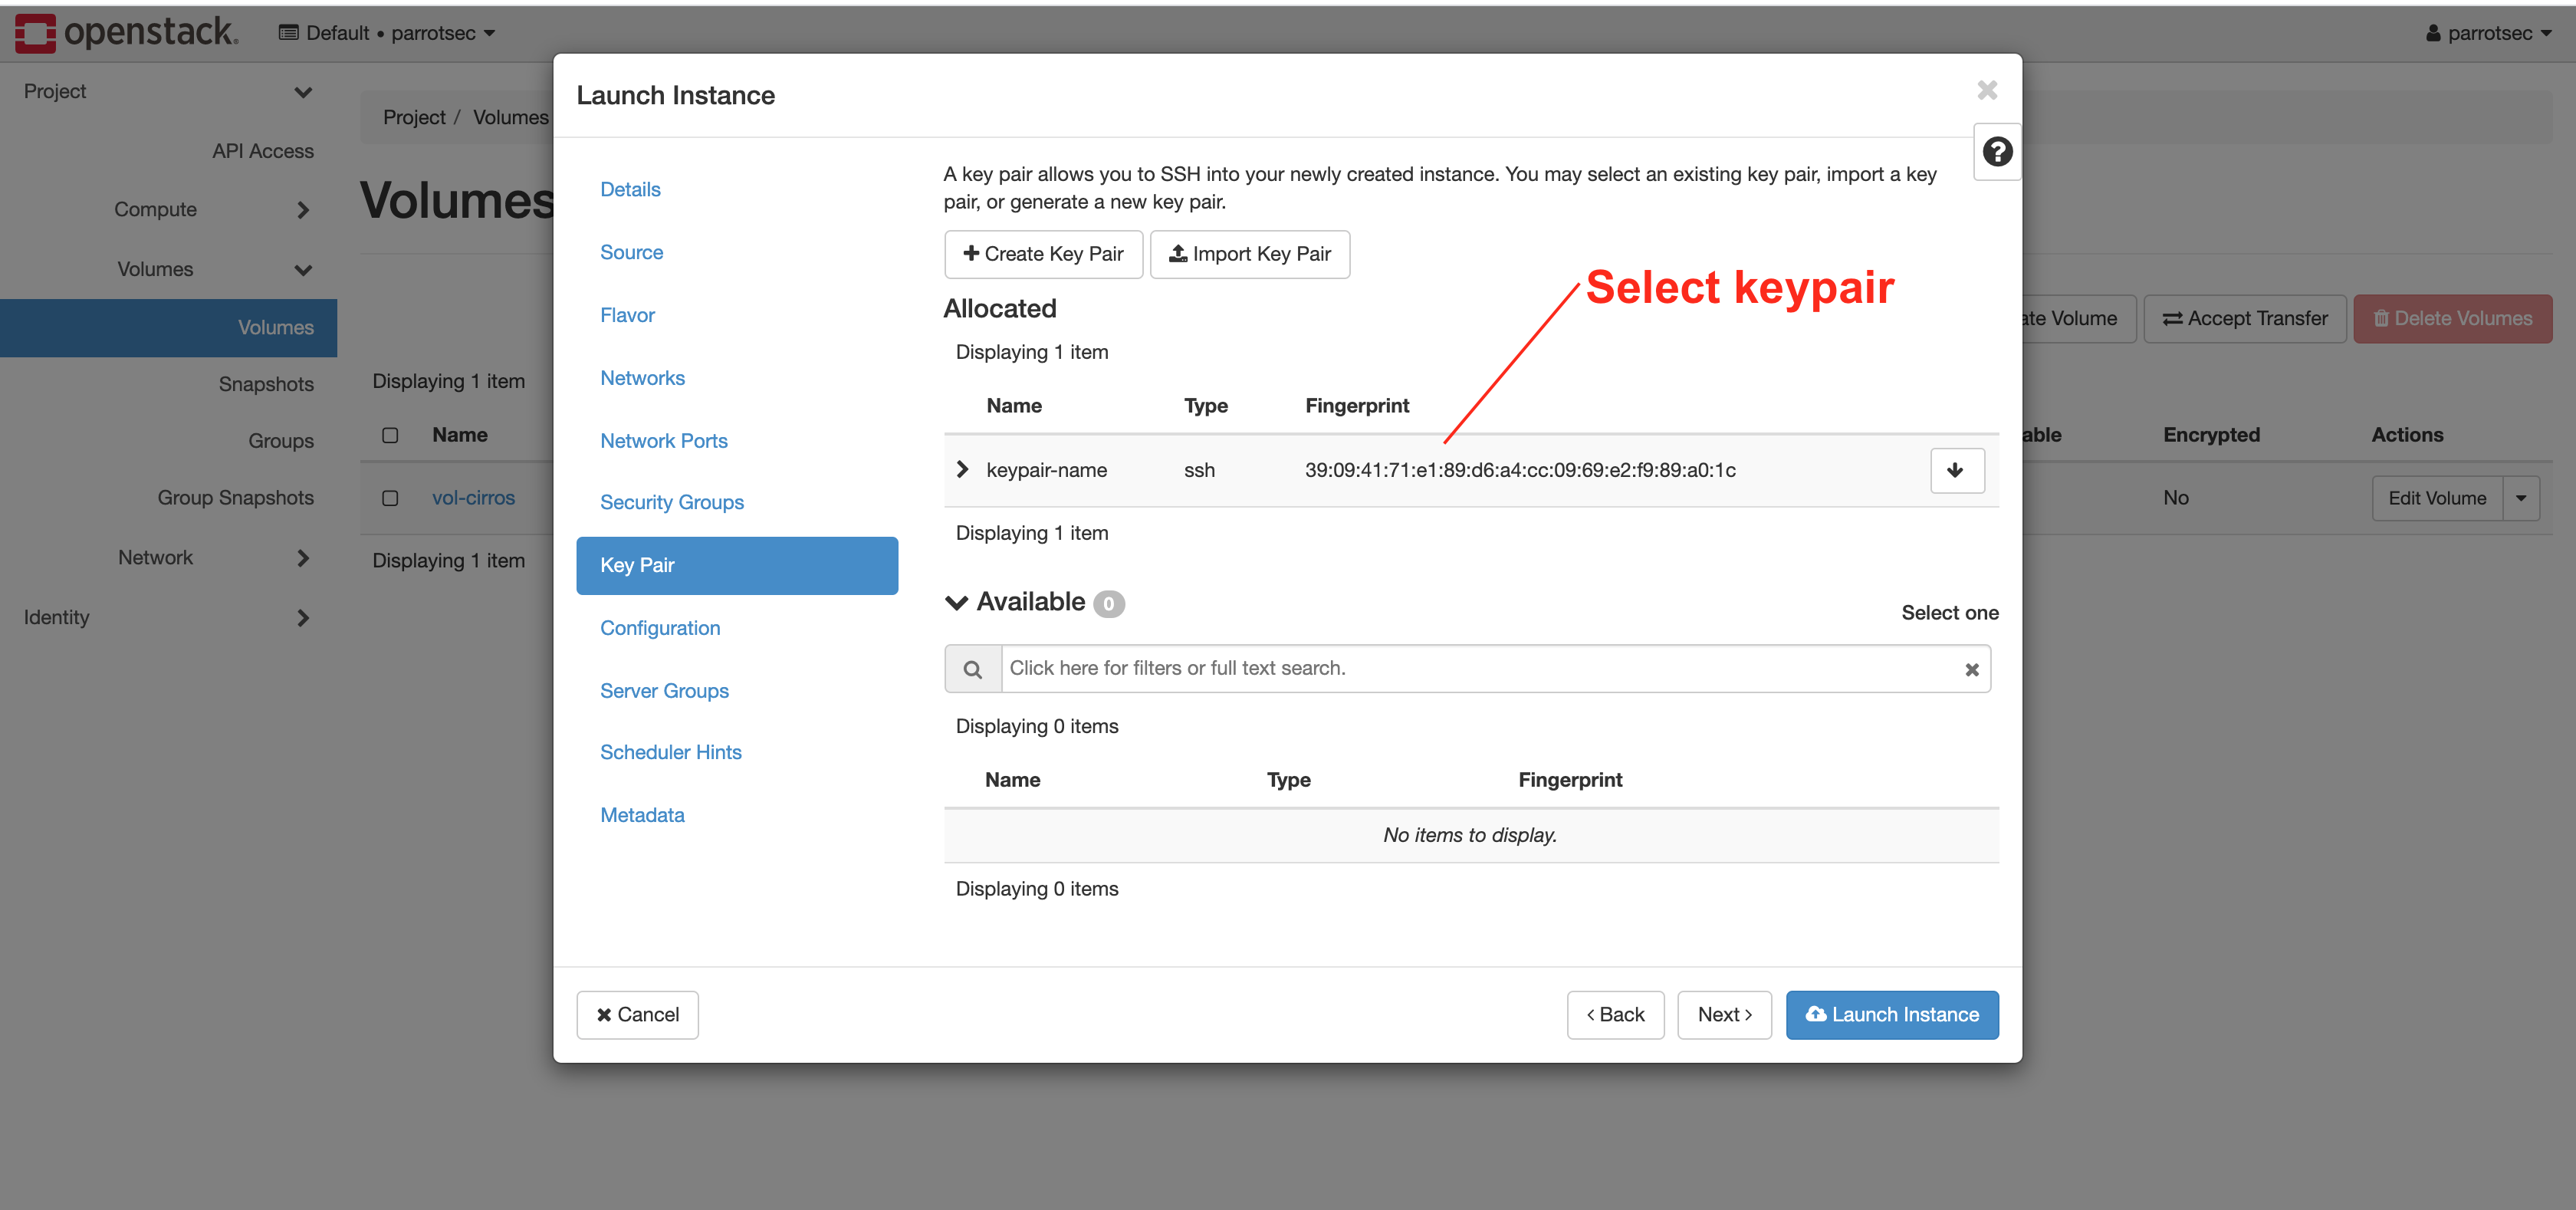 openstack.
Default • parrotsec
parrotsec
Project
API Access
Compute
Volumes
Volumes
Snapshots
Groups
Group Snapshots
Network
Identity
Project / Volumes
Volumes
ate Volume
Accept Transfer
Delete Volumes
Displaying 1 item
Name
able
Encrypted
Actions
vol-cirros
No
Edit Volume
Displaying 1 item
Launch Instance
Details
Source
Flavor
Networks
Network Ports
Security Groups
Key Pair
Configuration
Server Groups
Scheduler Hints
Metadata
A key pair allows you to SSH into your newly created instance. You may select an existing key pair, import a key
pair, or generate a new key pair.
Create Key Pair
Import Key Pair
Select keypair
Allocated
Displaying 1 item
Name Type Fingerprint
keypair-name ssh 39:09:41:71:e1:89:d6:a4:cc:09:69:e2:f9:89:a0:1c
Displaying 1 item
Available 0
Select one
Click here for filters or full text search.
Displaying 0 items
Name Type Fingerprint
No items to display.
Displaying 0 items
Cancel
‹ Back
Next ›
Launch Instance